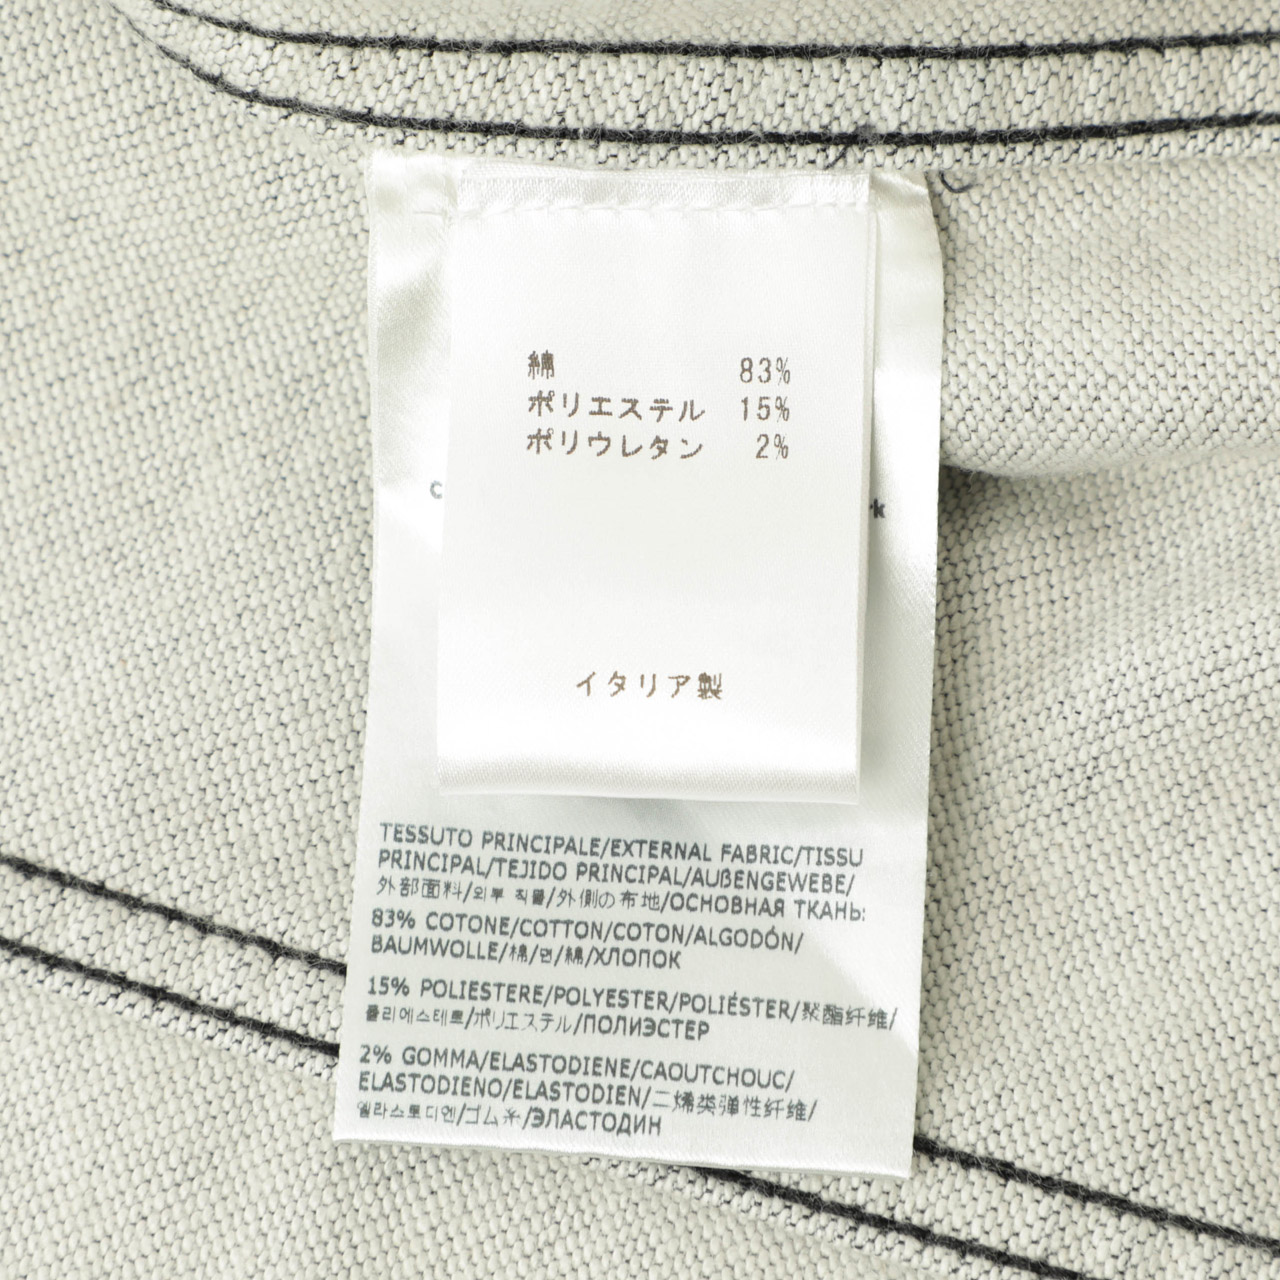 綿 83%
ポリエステル 15%
ポリウレタン 2%
イタリア製
TESSUTO PRINCIPALE/EXTERNAL FABRIC/TISSU
PRINCIPAL/TEJIDO PRINCIPAL/AUßENGEWEBE/
外部面料/외부 직물/外側の布地/ОСНОВНАЯ ТКАНЬ:
83% COTONE/COTTON/COTON/ALGODÓN/
BAUMWOLLE/棉/면/綿/ХЛОПОК
15% POLIESTERE/POLYESTER/POLIÉSTER/聚酯纤维/
폴리에스테르/ポリエステル/ПОЛИЭСТЕР
2% GOMMA/ELASTODIENE/CAOUTCHOUC/
ELASTODIENO/ELASTODIEN/二烯类弹性纤维/
엘라스토디엔/ゴム糸/ЭЛАСТОДИН